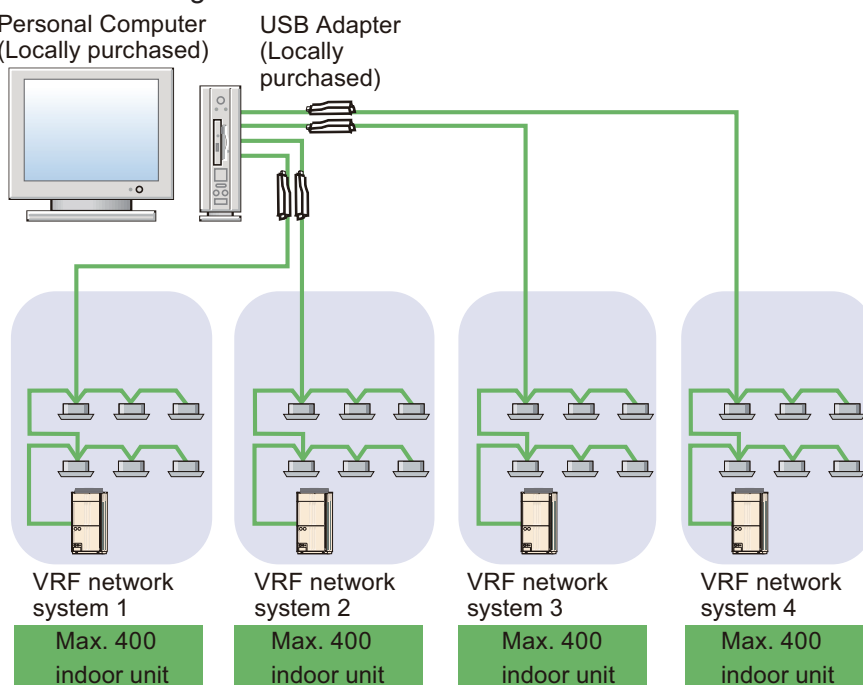 Personal Computer
(Locally purchased)
USB Adapter
(Locally
purchased)
VRF network
system 1
VRF network
system 2
VRF network
system 3
VRF network
system 4
Max. 400
indoor unit
Max. 400
indoor unit
Max. 400
indoor unit
Max. 400
indoor unit